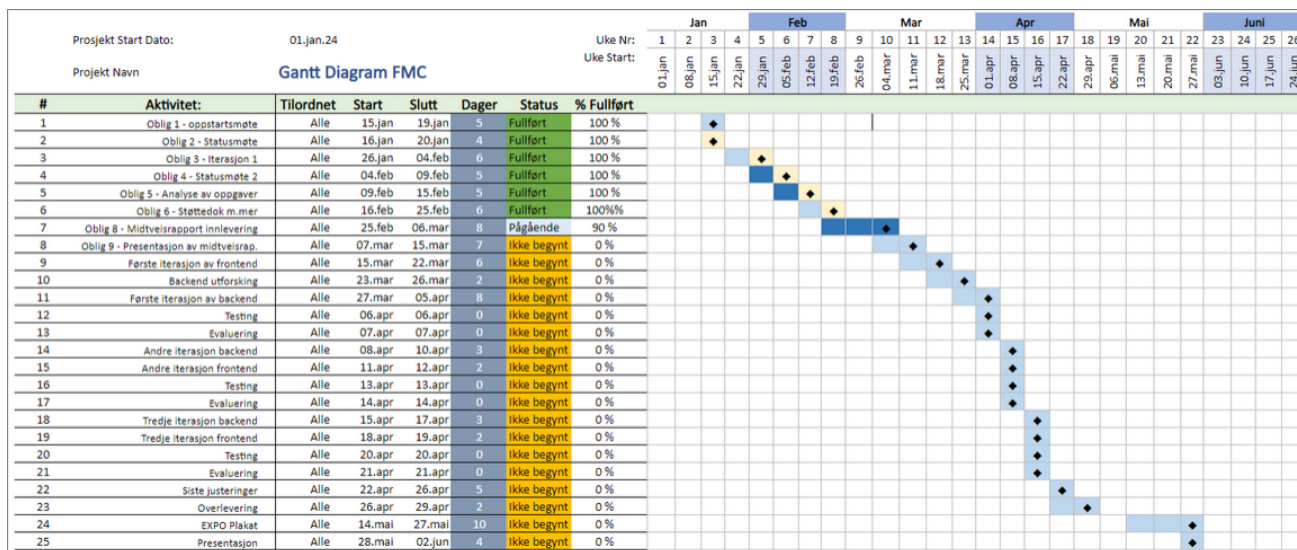 Jan Feb Mar Apr Mai Juni
Prosjekt Start Dato: 01.jan.24 Uke Nr: 1 2 3 4 5 6 7 8 9 10 11 12 13 14 15 16 17 18 19 20 21 22 23 24 25 26
Uke Start: 01.jan 08.jan 15.jan 22.jan 29.jan 05.feb 12.feb 19.feb 26.feb 04.mar 11.mar 18.mar 25.mar 01.apr 08.apr 15.apr 22.apr 29.apr 06.mai 13.mai 20.mai 27.mai 03.jun 10.jun 17.jun 24.jun
Projekt Navn Gantt Diagram FMC
# Aktivitet: Tilordnet Start Slutt Dager Status % Fullført
1 Oblig 1 - oppstartsmøte Alle 15.jan 19.jan 5 Fullført 100 %
2 Oblig 2 - Statusmøte Alle 16.jan 20.jan 4 Fullført 100 %
3 Oblig 3 - Iterasjon 1 Alle 26.jan 04.feb 6 Fullført 100 %
4 Oblig 4 - Statusmøte 2 Alle 04.feb 09.feb 5 Fullført 100 %
5 Oblig 5 - Analyse av oppgaver Alle 09.feb 15.feb 5 Fullført 100 %
6 Oblig 6 - Støttedok m.mer Alle 16.feb 25.feb 6 Fullført 100%%
7 Oblig 8 - Midtveisrapport innlevering Alle 25.feb 06.mar 8 Pågående 90 %
8 Oblig 9 - Presentasjon av midtveisrap. Alle 07.mar 15.mar 7 Ikke begynt 0 %
9 Første iterasjon av frontend Alle 15.mar 22.mar 6 Ikke begynt 0 %
10 Backend utforsking Alle 23.mar 26.mar 2 Ikke begynt 0 %
11 Første iterasjon av backend Alle 27.mar 05.apr 8 Ikke begynt 0 %
12 Testing Alle 06.apr 06.apr 0 Ikke begynt 0 %
13 Evaluering Alle 07.apr 07.apr 0 Ikke begynt 0 %
14 Andre iterasjon backend Alle 08.apr 10.apr 3 Ikke begynt 0 %
15 Andre iterasjon frontend Alle 11.apr 12.apr 2 Ikke begynt 0 %
16 Testing Alle 13.apr 13.apr 0 Ikke begynt 0 %
17 Evaluering Alle 14.apr 14.apr 0 Ikke begynt 0 %
18 Tredje iterasjon backend Alle 15.apr 17.apr 3 Ikke begynt 0 %
19 Tredje iterasjon frontend Alle 18.apr 19.apr 2 Ikke begynt 0 %
20 Testing Alle 20.apr 20.apr 0 Ikke begynt 0 %
21 Evaluering Alle 21.apr 21.apr 0 Ikke begynt 0 %
22 Siste justeringer Alle 22.apr 26.apr 5 Ikke begynt 0 %
23 Overlevering Alle 26.apr 29.apr 2 Ikke begynt 0 %
24 EXPO Plakat Alle 14.mai 27.mai 10 Ikke begynt 0 %
25 Presentasjon Alle 28.mai 02.jun 4 Ikke begynt 0 %